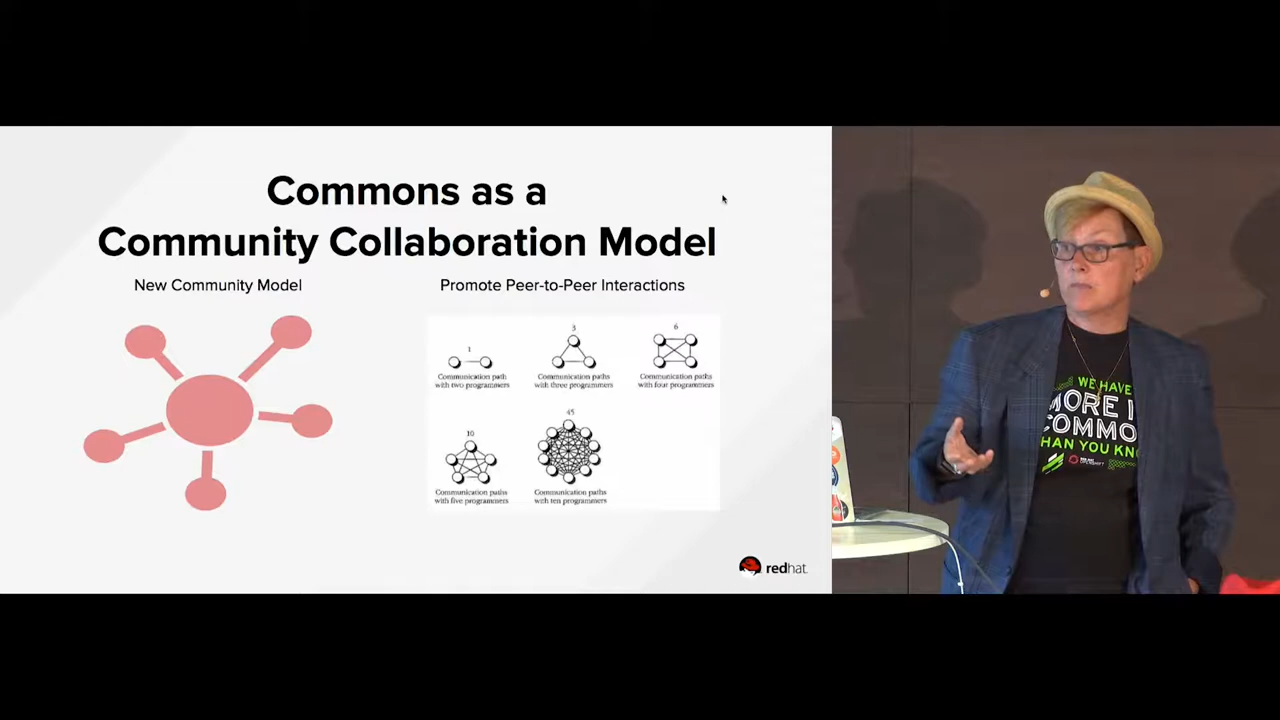 Commons as a
Community Collaboration Model
New Community Model
Promote Peer-to-Peer Interactions
1
Communication path
with two programmers
3
Communication paths
with three programmers
6
Communication paths
with four programmers
10
Communication paths
with five programmers
45
Communication paths
with ten programmers
redhat.
WE HAVE
MORE I
COMMO
HAN YOU KNO